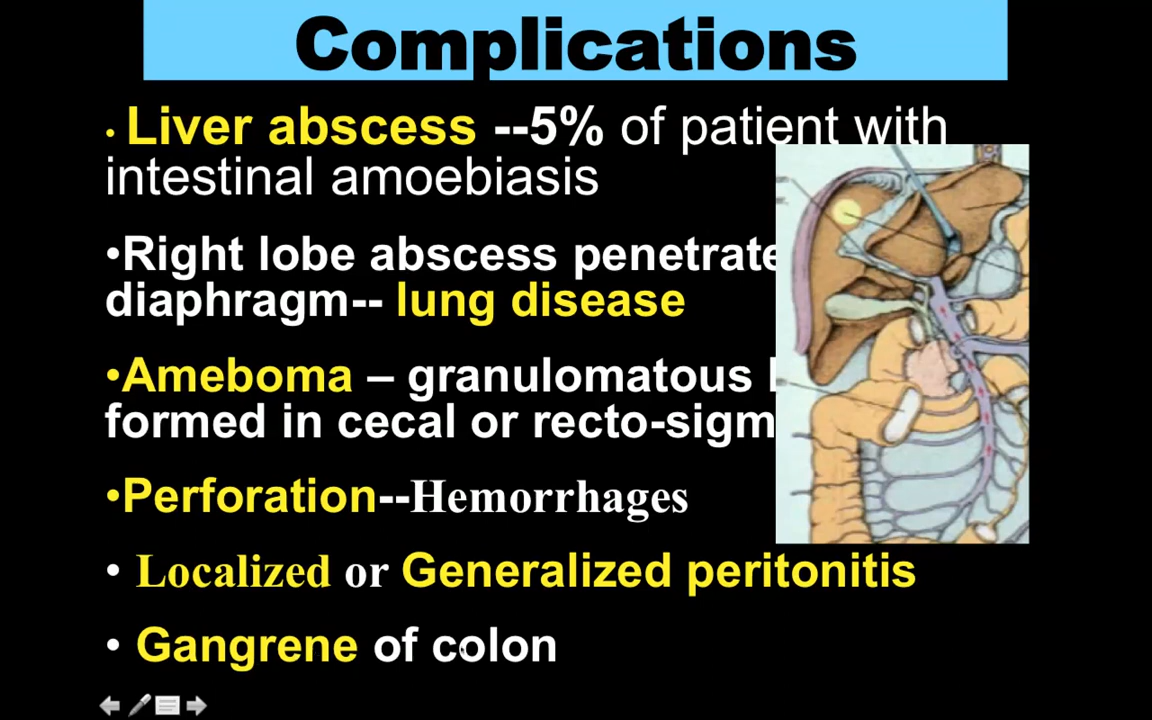 Complications
• Liver abscess --5% of patient with
intestinal amoebiasis
•Right lobe abscess penetrate
diaphragm-- lung disease
•Ameboma – granulomatous
formed in cecal or recto-sigm
•Perforation--Hemorrhages
• Localized or Generalized peritonitis
• Gangrene of colon